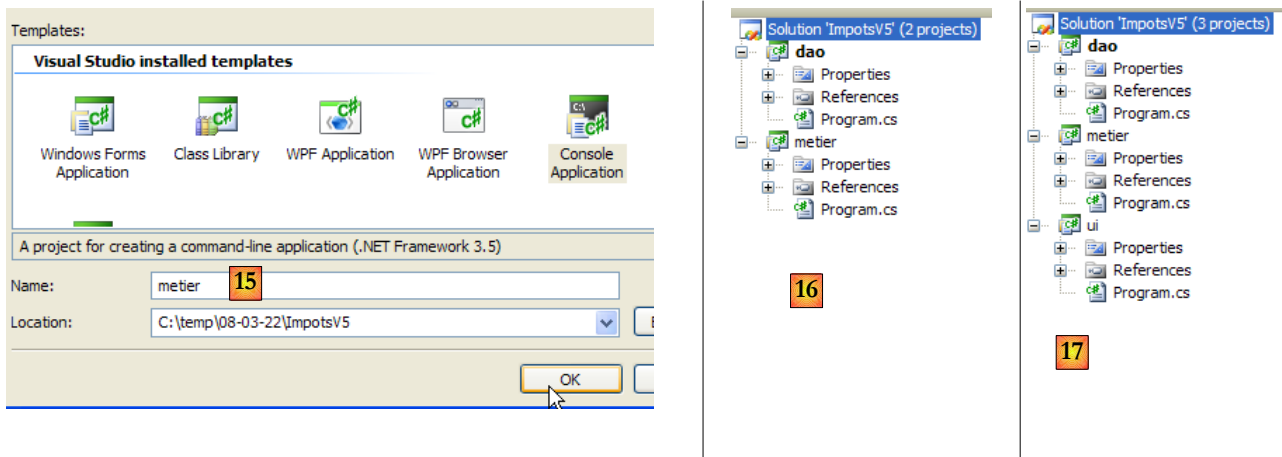 Templates:
Visual Studio installed templates
Windows Forms Application
Class Library
WPF Application
WPF Browser Application
Console Application
A project for creating a command-line application (.NET Framework 3.5)
Name:
metier
15
Location:
C:\temp\08-03-22\ImpotsV5
OK
Solution 'ImpotsV5' (2 projects)
dao
Properties
References
Program.cs
metier
Properties
References
Program.cs
16
Solution 'ImpotsV5' (3 projects)
dao
Properties
References
Program.cs
metier
Properties
References
Program.cs
ui
Properties
References
Program.cs
17